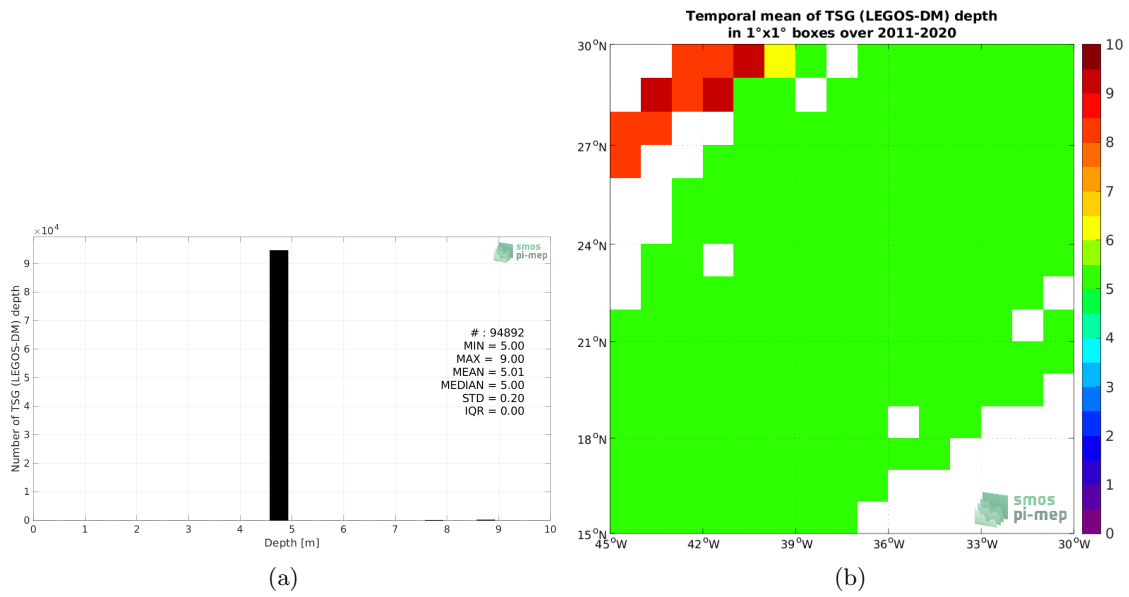 ×10⁴
9
8
7
6
5
4
3
2
1
0
Number of TSG (LEGOS-DM) depth
smos
pi-mep
# : 94892
MIN = 5.00
MAX = 9.00
MEAN = 5.01
MEDIAN = 5.00
STD = 0.20
IQR = 0.00
0 1 2 3 4 5 6 7 8 9 10
Depth [m]
(a)
Temporal mean of TSG (LEGOS-DM) depth
in 1°x1° boxes over 2011-2020
30°N
27°N
24°N
21°N
18°N
15°N
45°W 42°W 39°W 36°W 33°W 30°W
smos
pi-mep
10
9
8
7
6
5
4
3
2
1
0
(b)